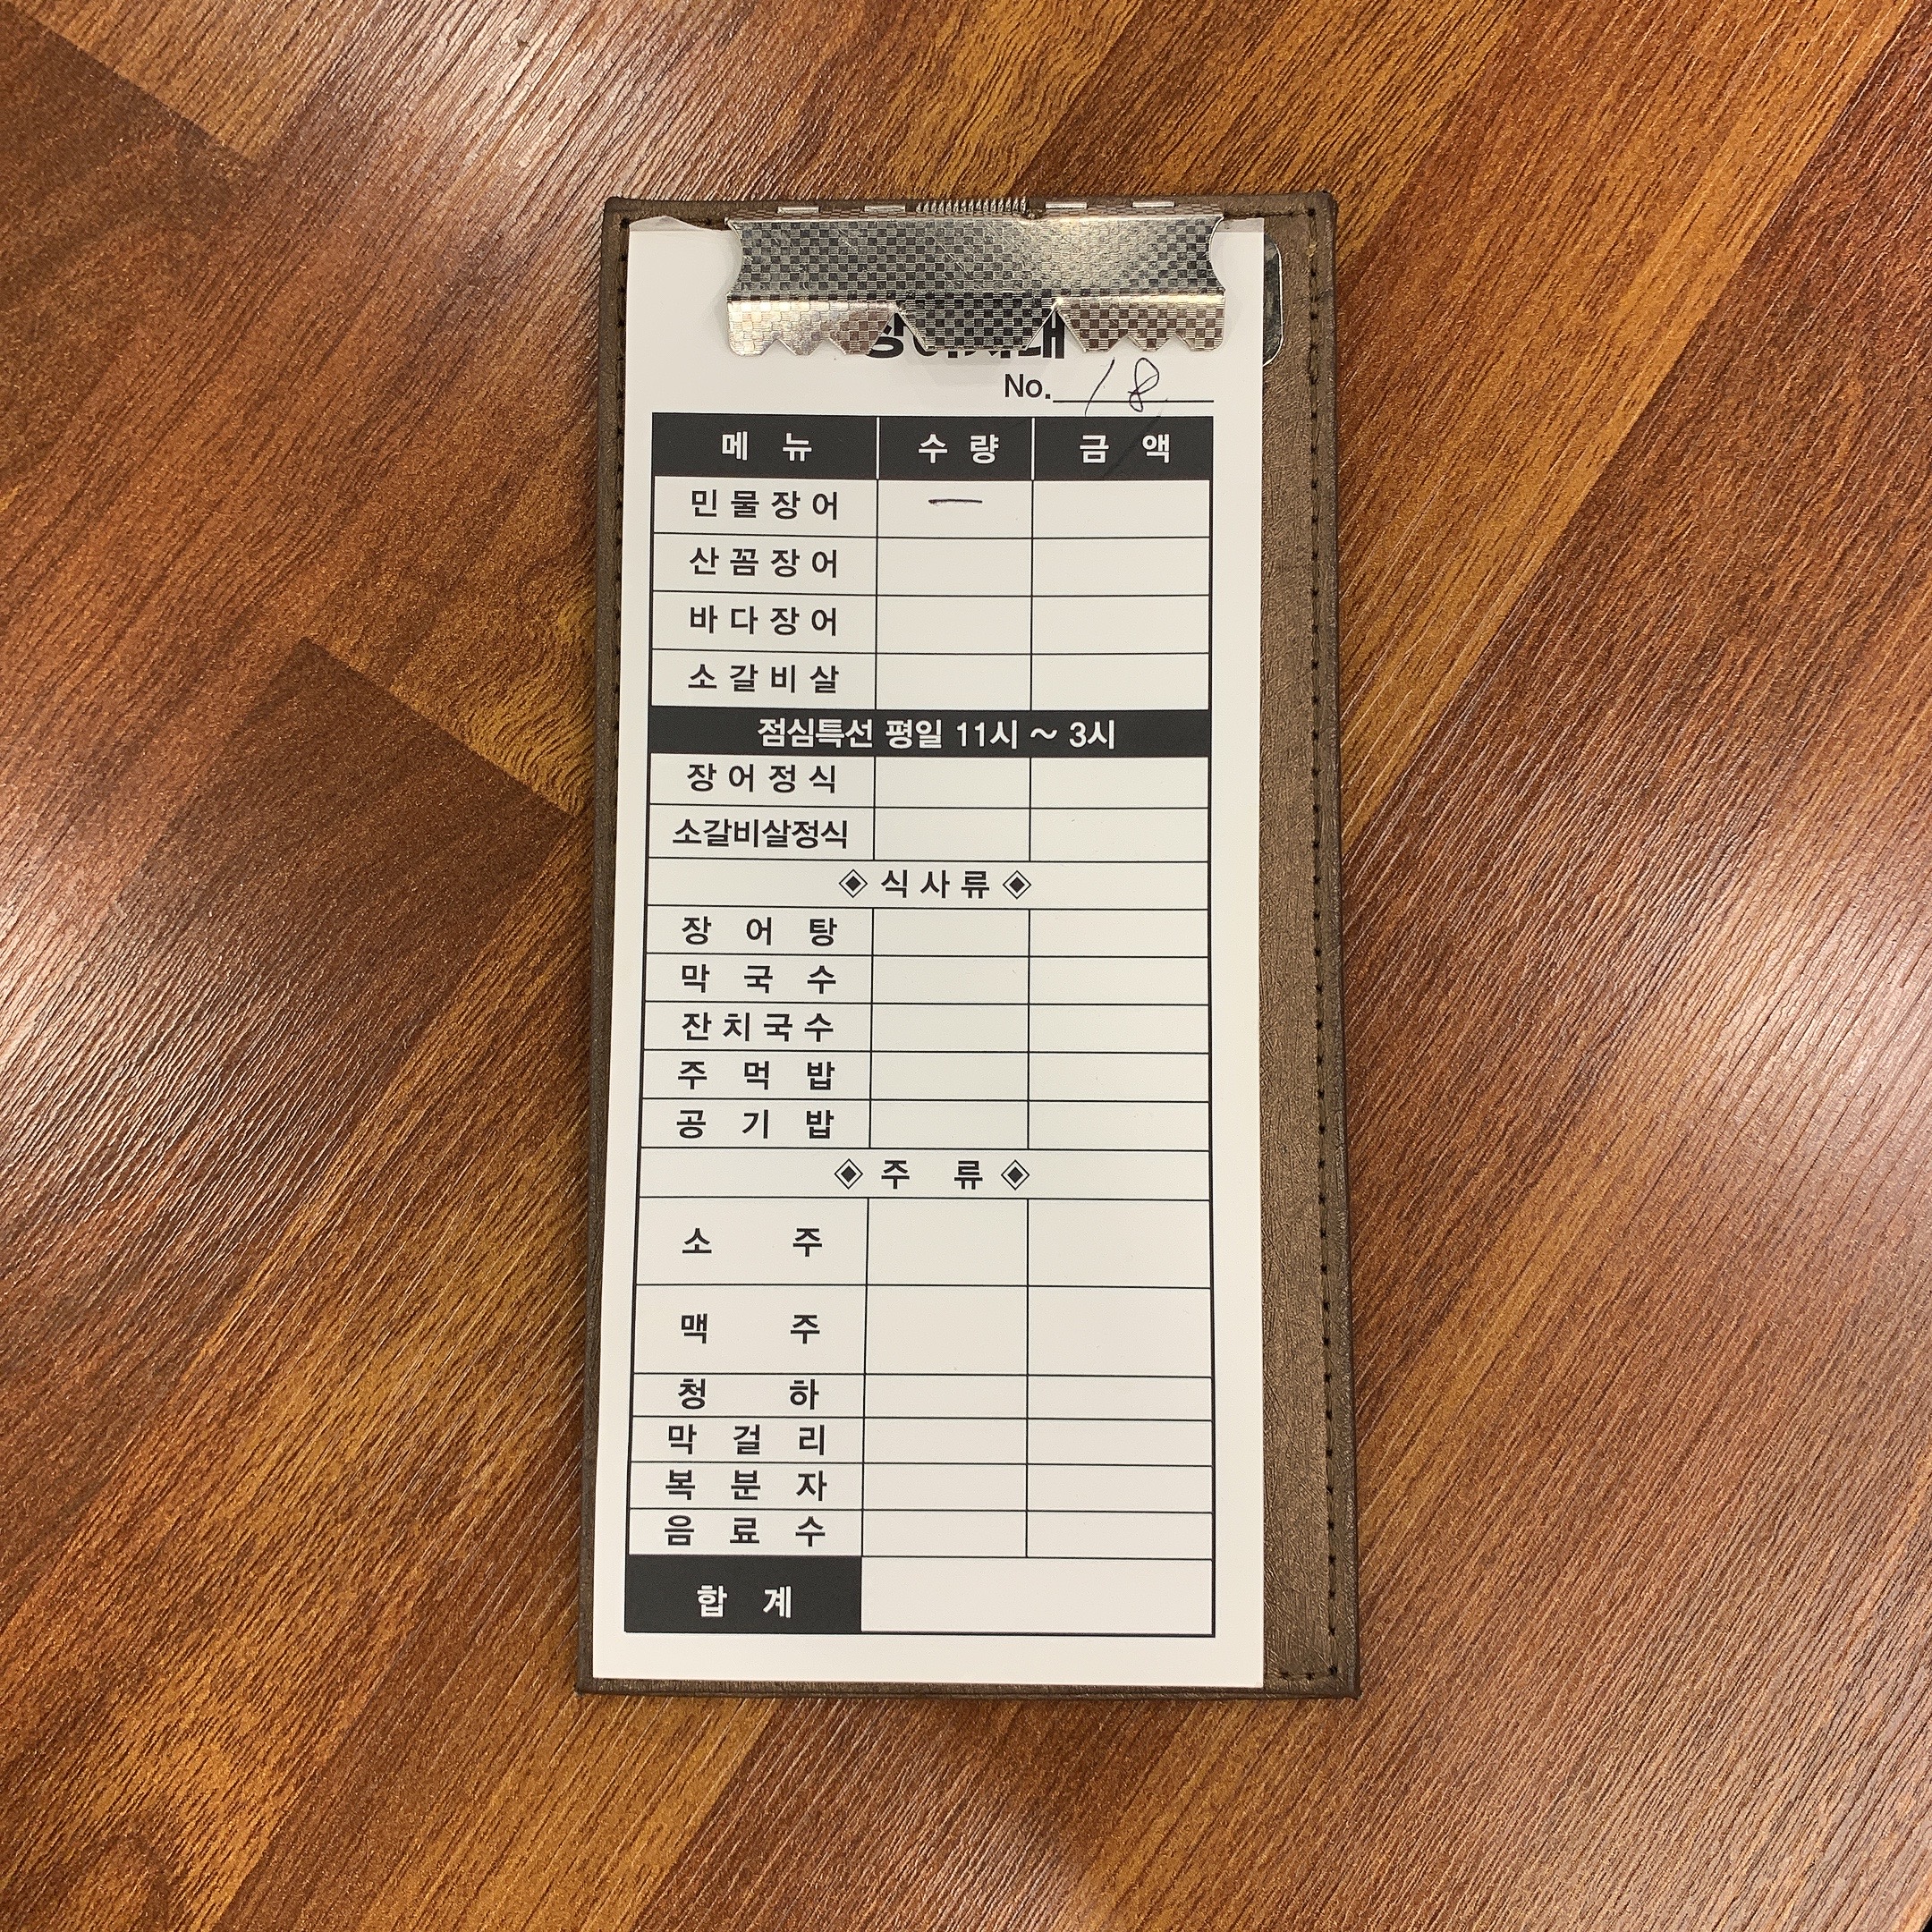 No. 18
메 뉴 수 량 금 액
민물장어 一
산꼼장어
바다장어
소갈비살
점심특선 평일 11시 ~ 3시
장어정식
소갈비살정식
◈ 식사류 ◈
장 어 탕
막 국 수
잔치국수
주 먹 밥
공 기 밥
◈ 주 류 ◈
소 주
맥 주
청 하
막 걸 리
복 분 자
음 료 수
합 계